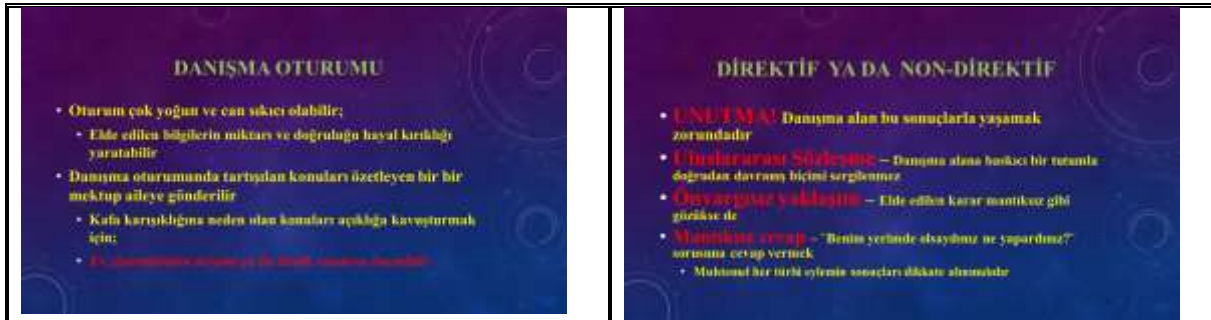 DANIŞMA OTURUMU
• Oturum çok yoğun ve can sıkıcı olabilir;
• Elde edilen bilgilerin miktarı ve doğruluğu hayal kırıklığı
yaratabilir
• Danışma oturumunda tartışılan konuları özetleyen bir bir
mektup aileye gönderilir
• Kafa karışıklığına neden olan konuları açıklığa kavuşturmak
için;
DİREKTİF YA DA NON-DİREKTİF
• UNUTMA! Danışma alan bu sonuçlarla yaşamak
zorundadır
• Uluslararası Sözleşme – Danışma alana baskıcı bir tutumla
doğrudan davranış biçimi sergilenmez
• Önyargısız yaklaşım – Elde edilen karar mantıksız gibi
gözükse de
• Mantıksız cevap – "Benim yerimde olsaydınız ne yapardınız?"
sorusuna cevap vermek
• Muhtemel her türlü eylemin sonuçları dikkate alınmalıdır